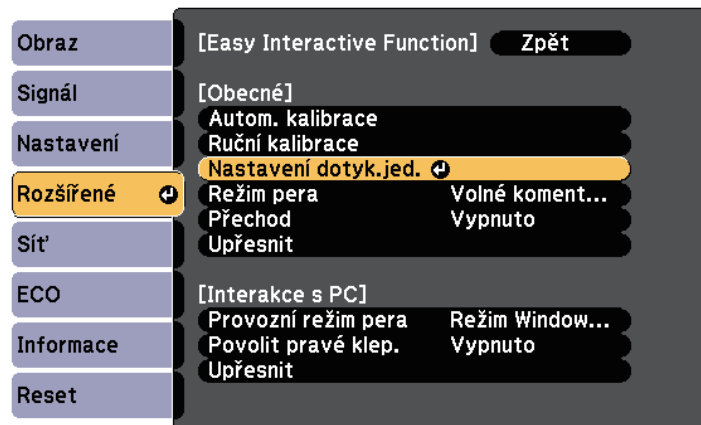 Obraz
Signál
Nastavení
Rozšířené
Síť
ECO
Informace
Reset
[Easy Interactive Function] Zpět
[Obecné]
Autom. kalibrace
Ruční kalibrace
Nastavení dotyk.jed.
Režim pera Volné koment...
Přechod Vypnuto
Upřesnit
[Interakce s PC]
Provozní režim pera Režim Window...
Povolit pravé klep. Vypnuto
Upřesnit